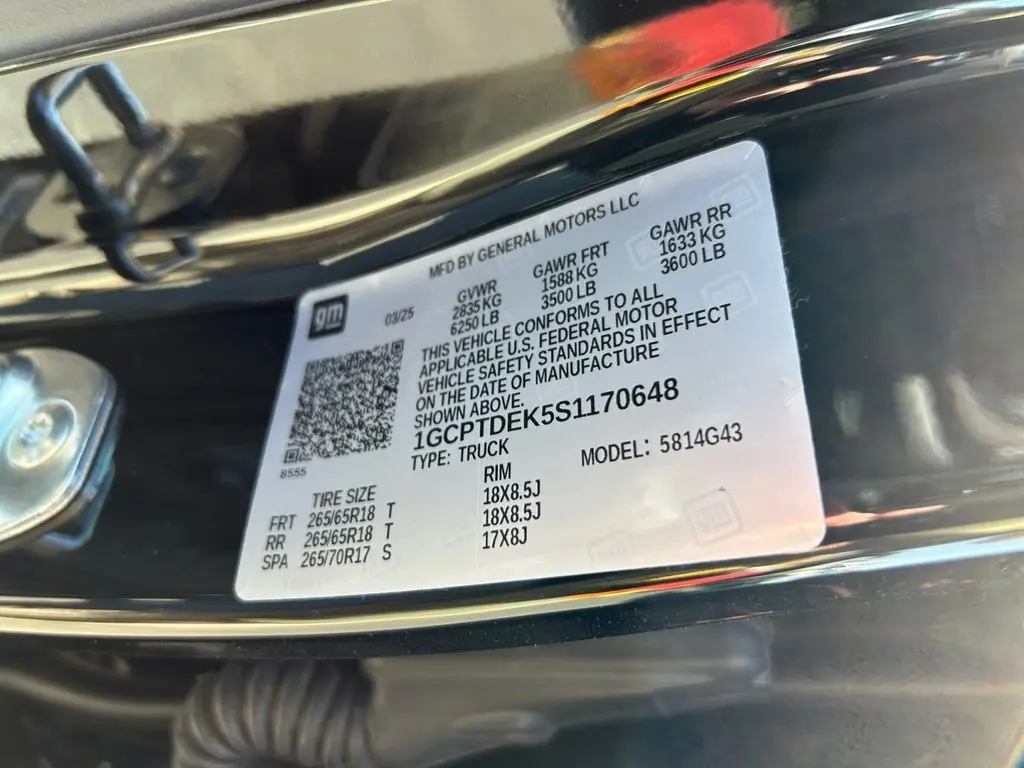 MFD BY GENERAL MOTORS LLC
gm
03/25
GVWR GAWR FRT GAWR RR
2835 KG 1588 KG 1633 KG
6250 LB 3500 LB 3600 LB
THIS VEHICLE CONFORMS TO ALL
APPLICABLE U.S. FEDERAL MOTOR
VEHICLE SAFETY STANDARDS IN EFFECT
ON THE DATE OF MANUFACTURE
SHOWN ABOVE.
1GCPTDEK5S1170648
TYPE: TRUCK MODEL: 5814G43
8555
TIRE SIZE RIM
FRT 265/65R18 T 18X8.5J
RR 265/65R18 T 18X8.5J
SPA 265/70R17 S 17X8J